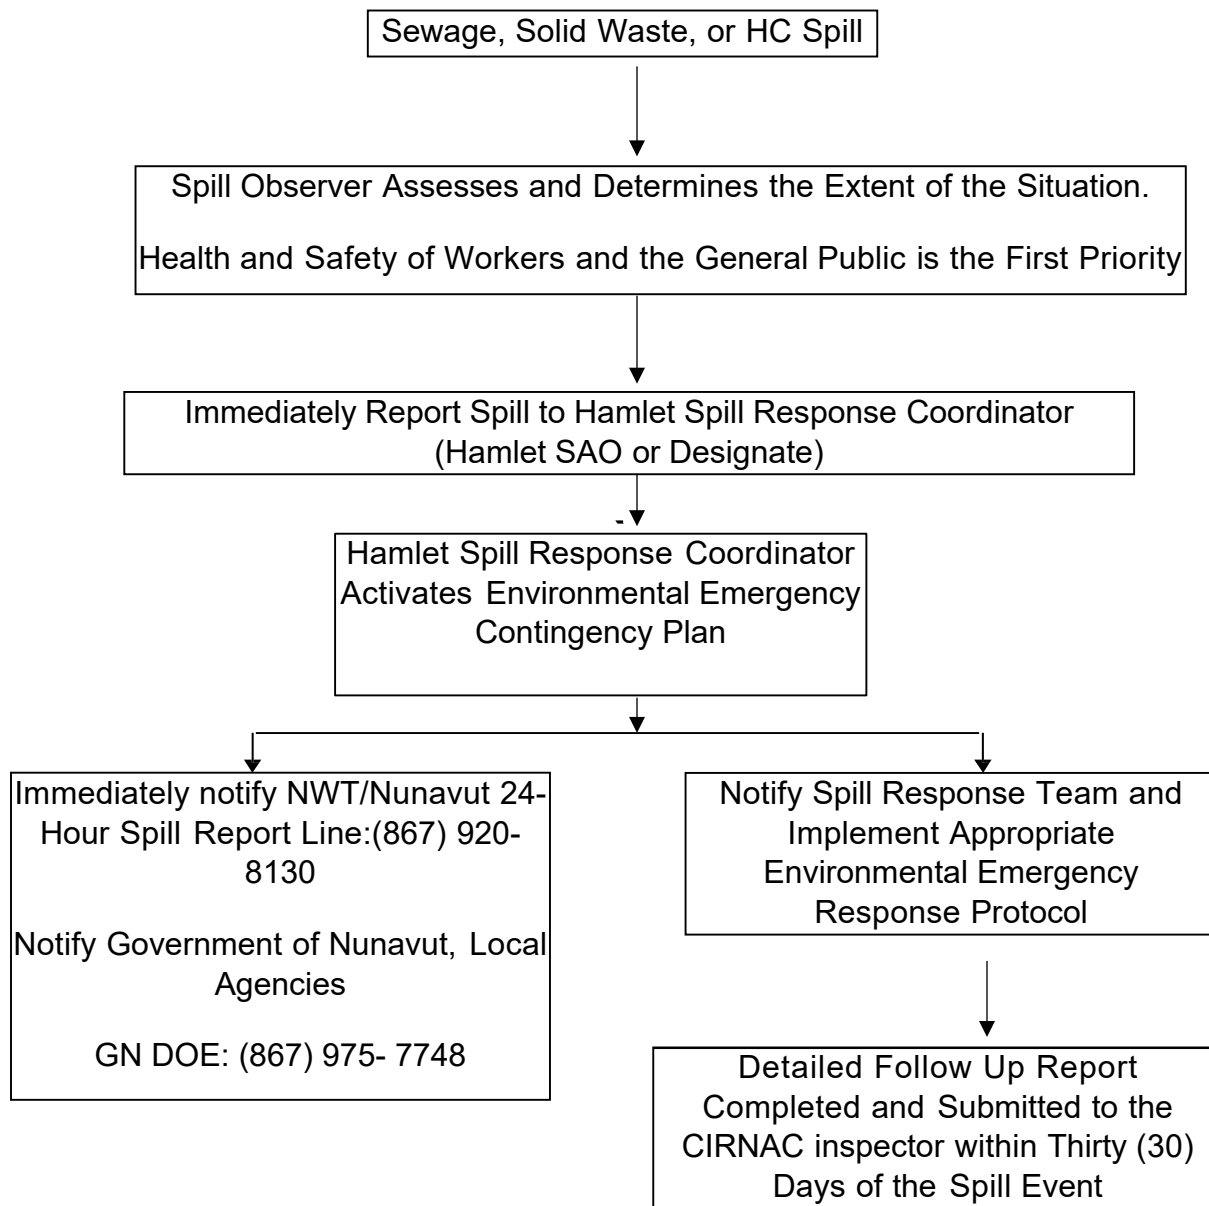 Sewage, Solid Waste, or HC Spill
Spill Observer Assesses and Determines the Extent of the Situation.
Health and Safety of Workers and the General Public is the First Priority
Immediately Report Spill to Hamlet Spill Response Coordinator
(Hamlet SAO or Designate)
Hamlet Spill Response Coordinator
Activates Environmental Emergency
Contingency Plan
Immediately notify NWT/Nunavut 24-
Hour Spill Report Line:(867) 920-
8130
Notify Government of Nunavut, Local
Agencies
GN DOE: (867) 975- 7748
Notify Spill Response Team and
Implement Appropriate
Environmental Emergency
Response Protocol
Detailed Follow Up Report
Completed and Submitted to the
CIRNAC inspector within Thirty (30)
Days of the Spill Event